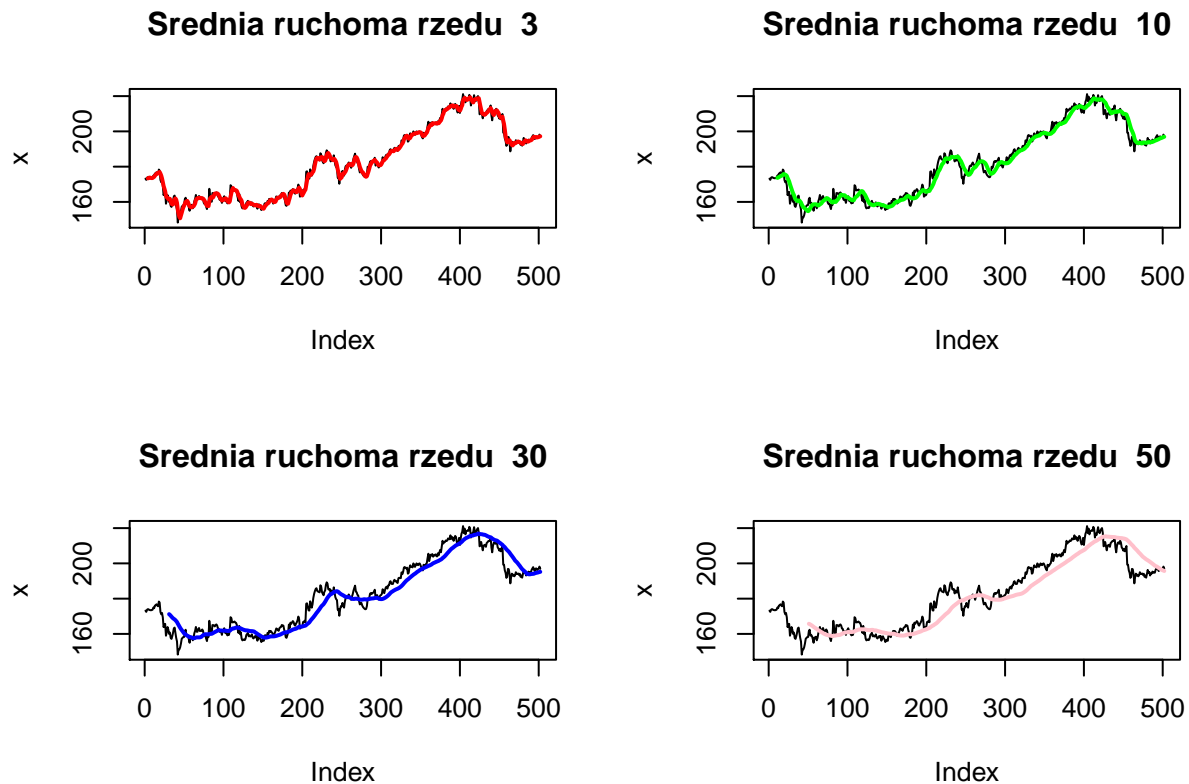 Srednia ruchoma rzedu  3
x
160
200
0 100 200 300 400 500
Index
Srednia ruchoma rzedu  10
x
160
200
0 100 200 300 400 500
Index
Srednia ruchoma rzedu  30
x
160
200
0 100 200 300 400 500
Index
Srednia ruchoma rzedu  50
x
160
200
0 100 200 300 400 500
Index